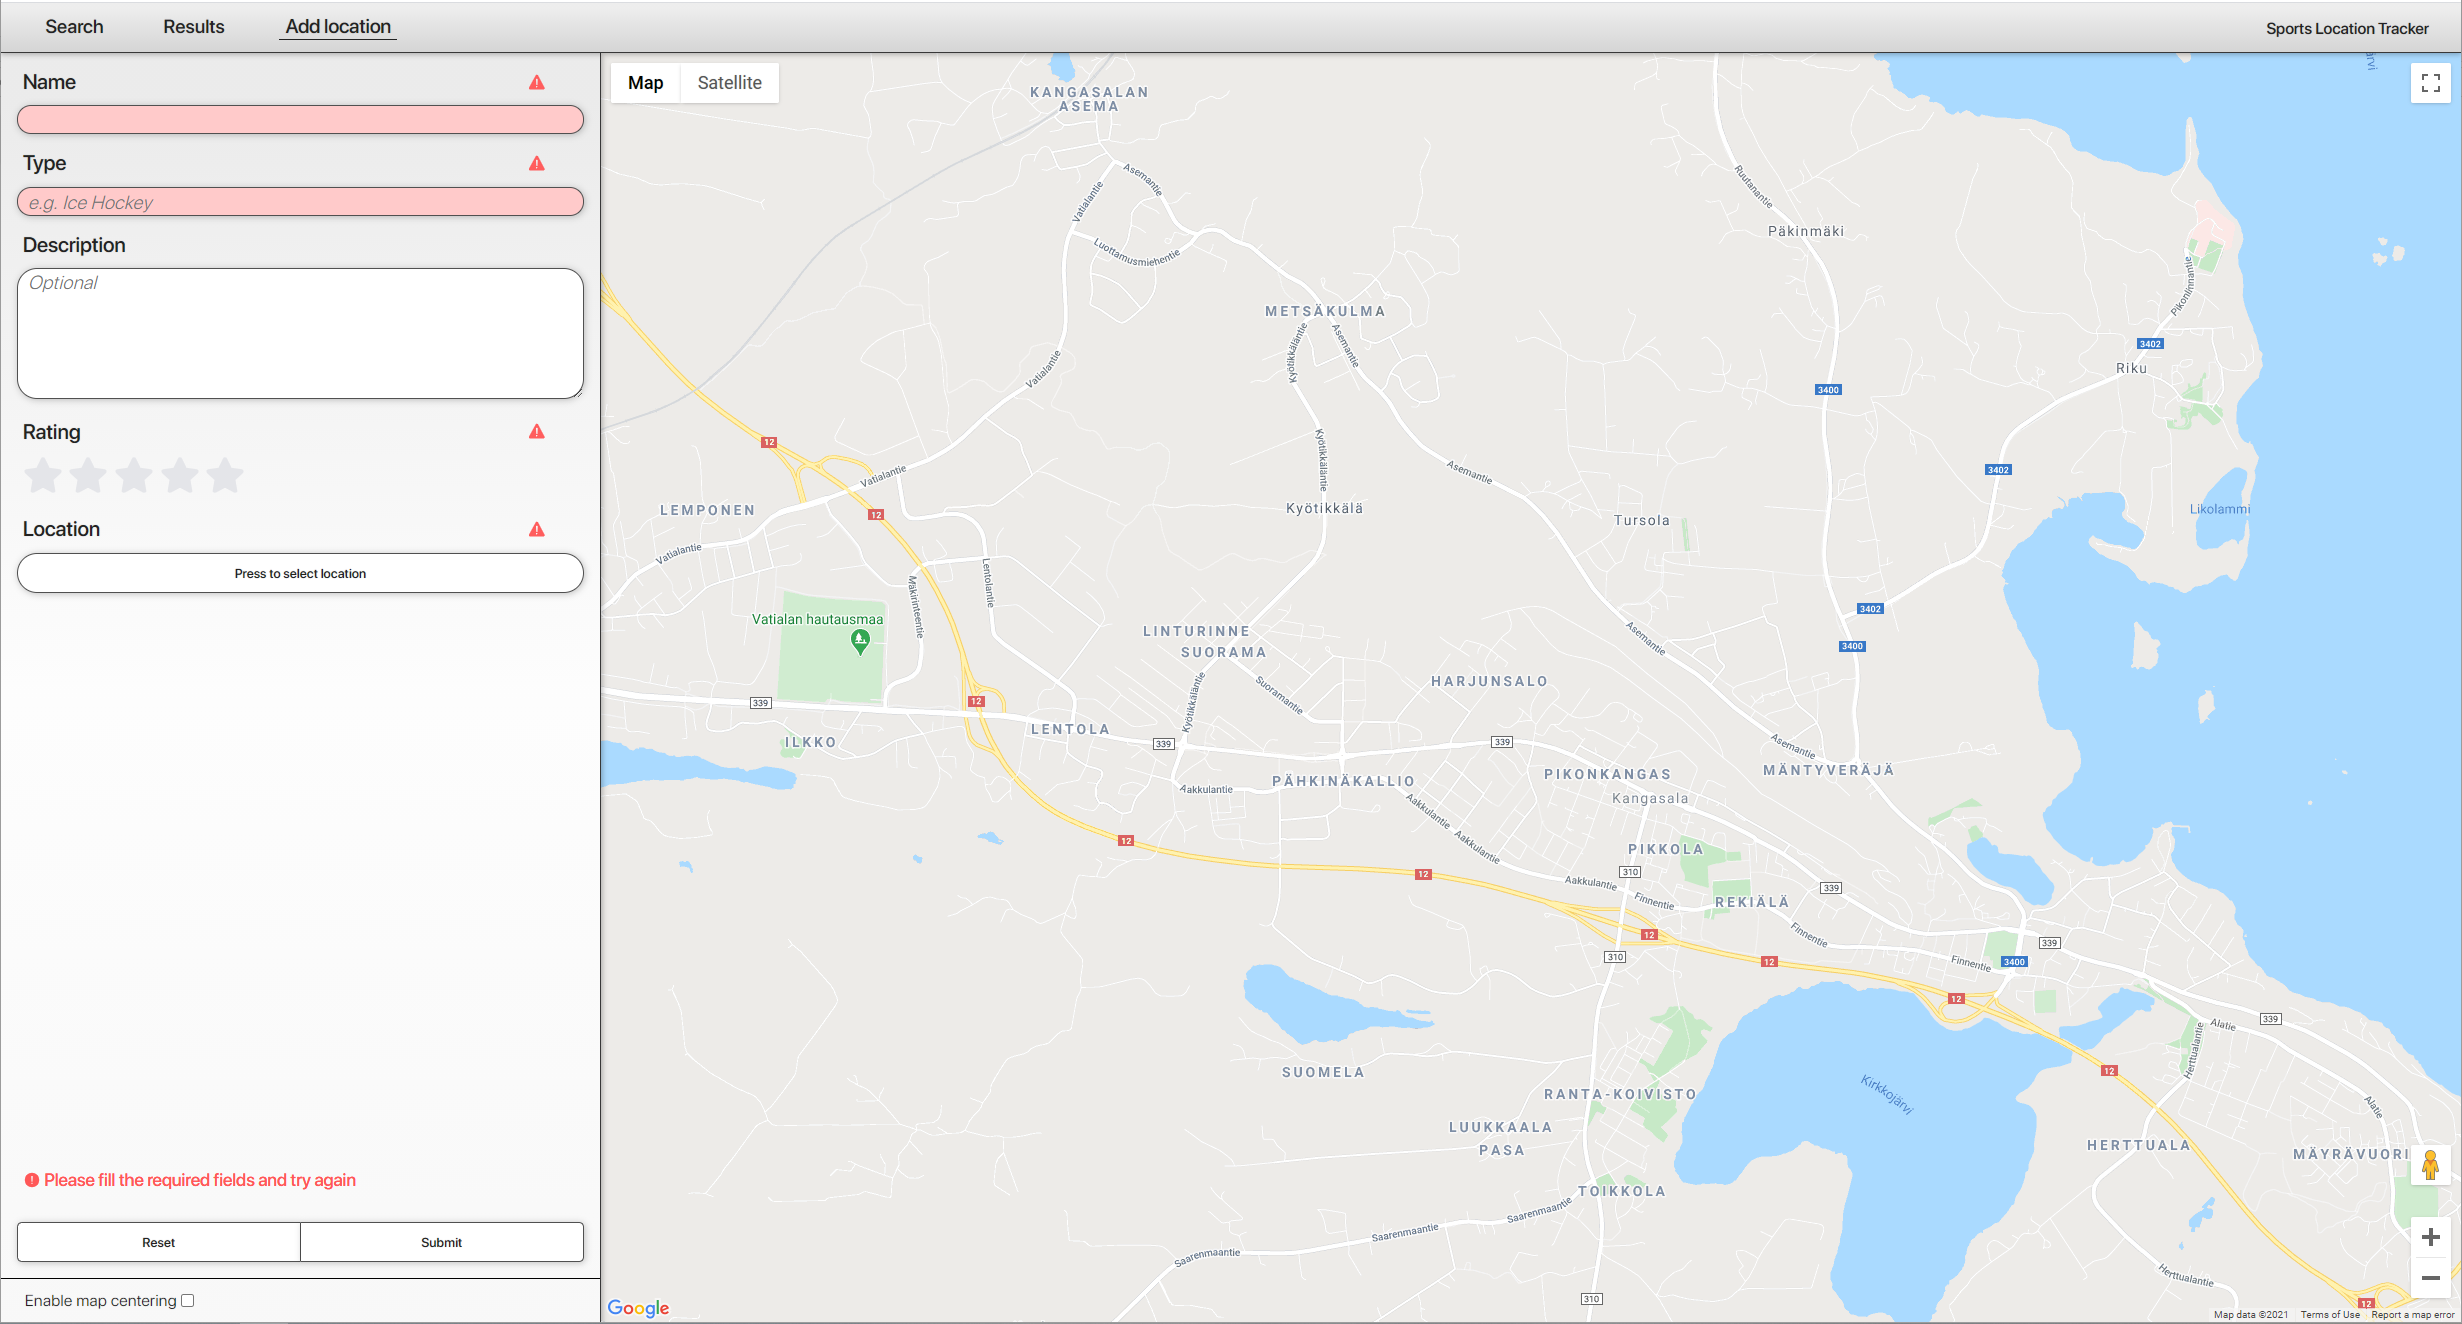 Search
Results
Add location
Sports Location Tracker
Name
Type
e.g. Ice Hockey
Description
Optional
Rating
Location
Press to select location
Please fill the required fields and try again
Reset
Submit
Enable map centering
Map
Satellite
KANGASALAN
ASEMA
Asemantie
Vatialantie
Luottamusmiehentie
Ruutanantie
Päkinmäki
Pikonlinnantie
METSÄKULMA
Kyötikkäläntie
Asemantie
3402
Riku
Vatialantie
3400
12
Kyötikkäläntie
Vatialantie
Asemantie
3402
LEMPONEN
12
Kyötikkälä
Tursola
Likolammi
Vatialantie
Lentolantie
Mäkirinteentie
3402
Vatialan hautausmaa
LINTURINNE
SUORAMA
Asemantie
3400
HARJUNSALO
Suoramantie
Kyötikkäläntie
339
12
ILKKO
LENTOLA
339
339
Asemantie
PIKONKANGAS
MÄNTYVERÄJÄ
PÄHKINÄKALLIO
Aakkulantie
Kangasala
Aakkulantie
Aakkulantie
12
PIKKOLA
12
310
Aakkulantie
339
Finnentie
REKIÄLÄ
12
Finnentie
339
310
12
Finnentie
3400
12
339
Alatie
Herttualantie
SUOMELA
12
Kirkkojärvi
RANTA-KOIVISTO
Alatie
LUUKKAALA
PASA
HERTTUALA
MÄYRÄVUORI
TOIKKOLA
Saarenmaantie
Saarenmaantie
Saarenmaantie
Herttualantie
310
12
Google
Map data ©2021
Terms of Use
Report a map error